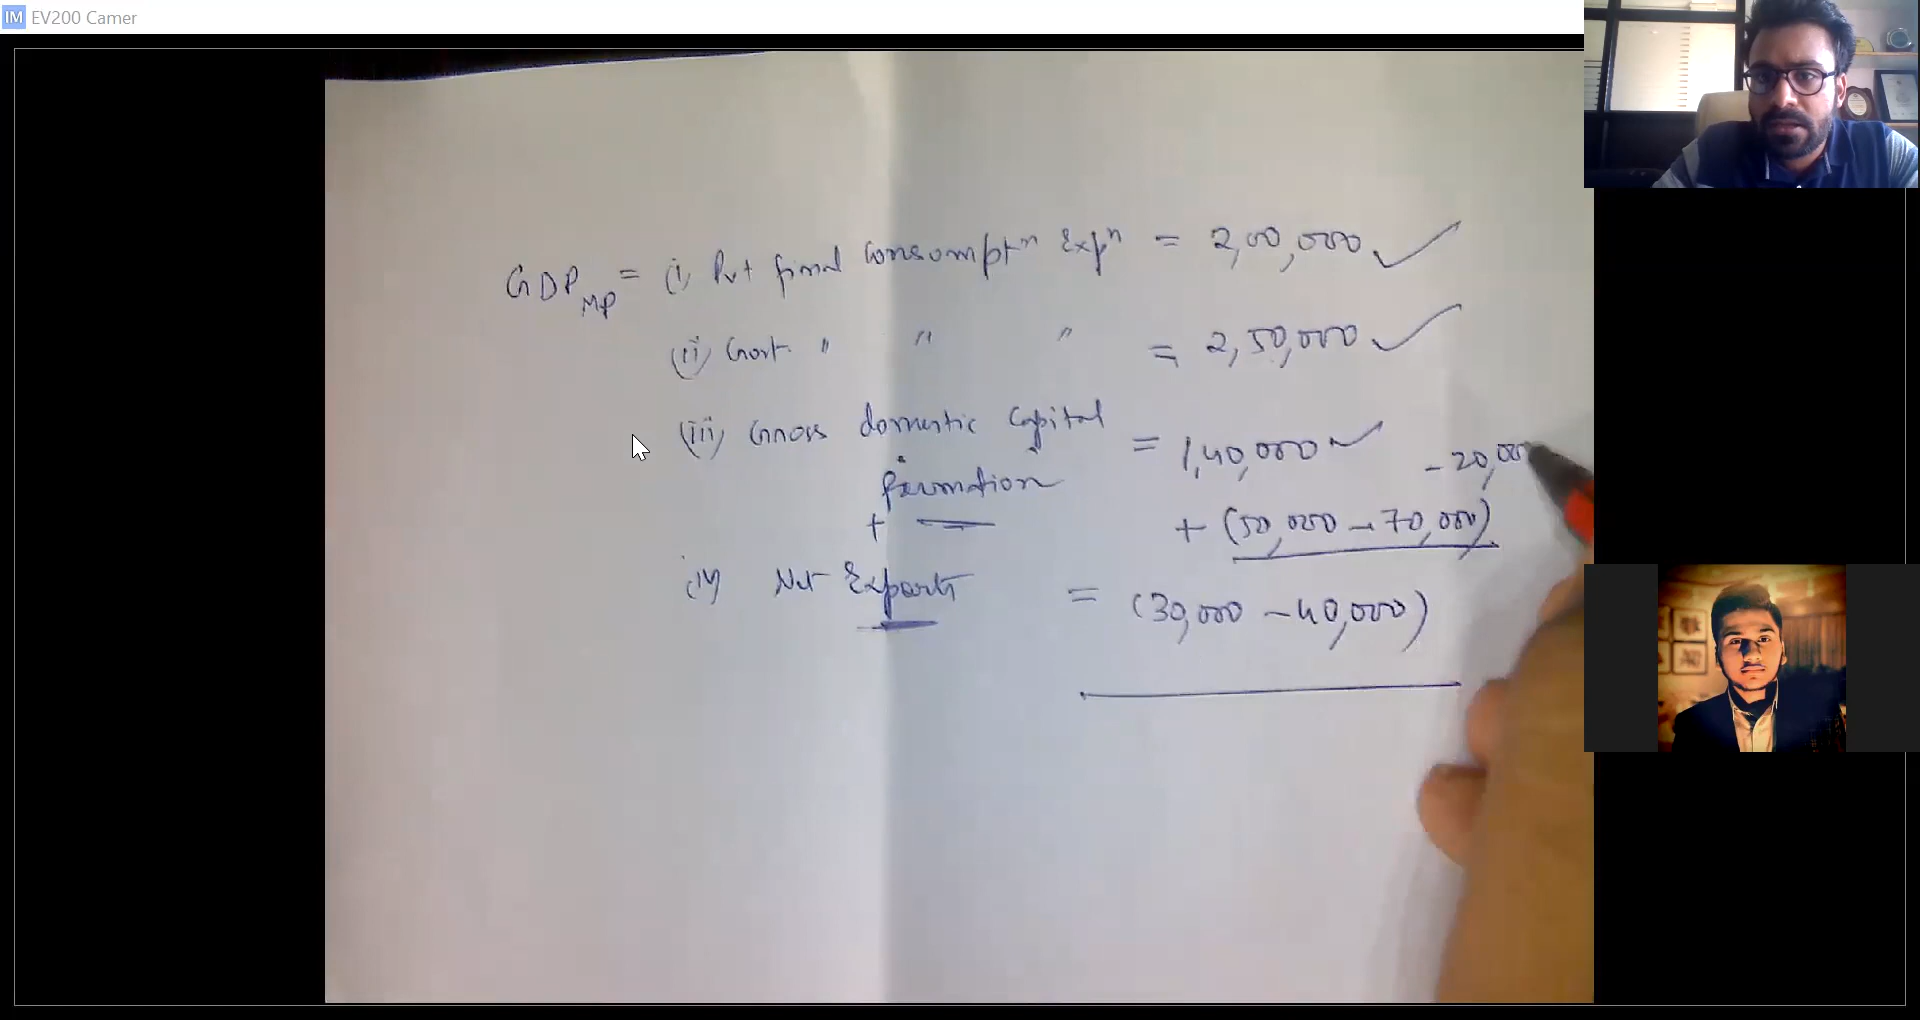 IM EV200 Camer
GDP MP = (i) Pvt final Consumptⁿ Expⁿ = 2,00,000 ✓
(ii) Govt. " " " = 2,50,000 ✓
(iii) Gross domestic Capital = 1,40,000 ✓ - 20,000
formation + (50,000 - 70,000)
+
(iv) Net Exports = (30,000 - 40,000)